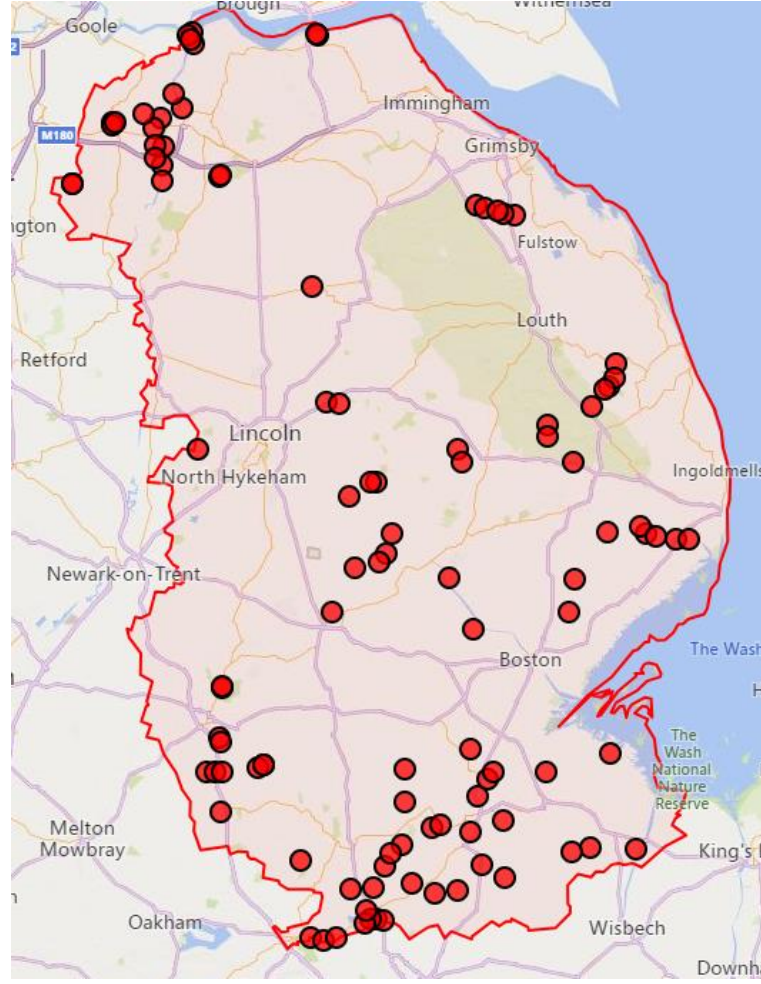 Brough
Withernsea
Goole
2
Immingham
M180
Grimsby
ngton
Fulstow
Louth
Retford
Lincoln
Ingoldmells
North Hykeham
Newark-on-Trent
The Wash
Boston
H
The
Wash
National
Nature
Reserve
Melton
Mowbray
King's
n
Oakham
Wisbech
Downh